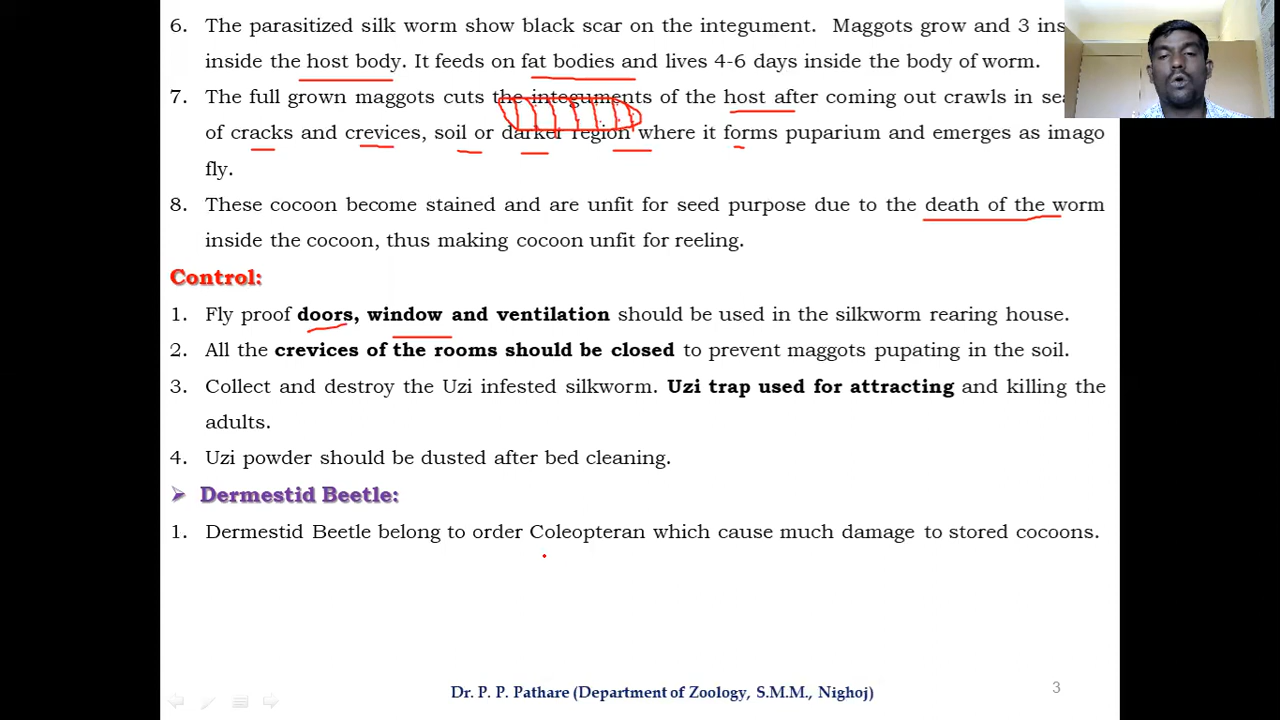 6. The parasitized silk worm show black scar on the integument. Maggots grow and 3
inside the host body. It feeds on fat bodies and lives 4-6 days inside the body of worm.
7. The full grown maggots cuts the integuments of the host after coming out crawls in
of cracks and crevices, soil or darker region where it forms puparium and emerges as imago
fly.
8. These cocoon become stained and are unfit for seed purpose due to the death of the worm
inside the cocoon, thus making cocoon unfit for reeling.
Control:
1. Fly proof doors, window and ventilation should be used in the silkworm rearing house.
2. All the crevices of the rooms should be closed to prevent maggots pupating in the soil.
3. Collect and destroy the Uzi infested silkworm. Uzi trap used for attracting and killing the
adults.
4. Uzi powder should be dusted after bed cleaning.
➢ Dermestid Beetle:
1. Dermestid Beetle belong to order Coleopteran which cause much damage to stored cocoons.
Dr. P. P. Pathare (Department of Zoology, S.M.M., Nighoj)
3